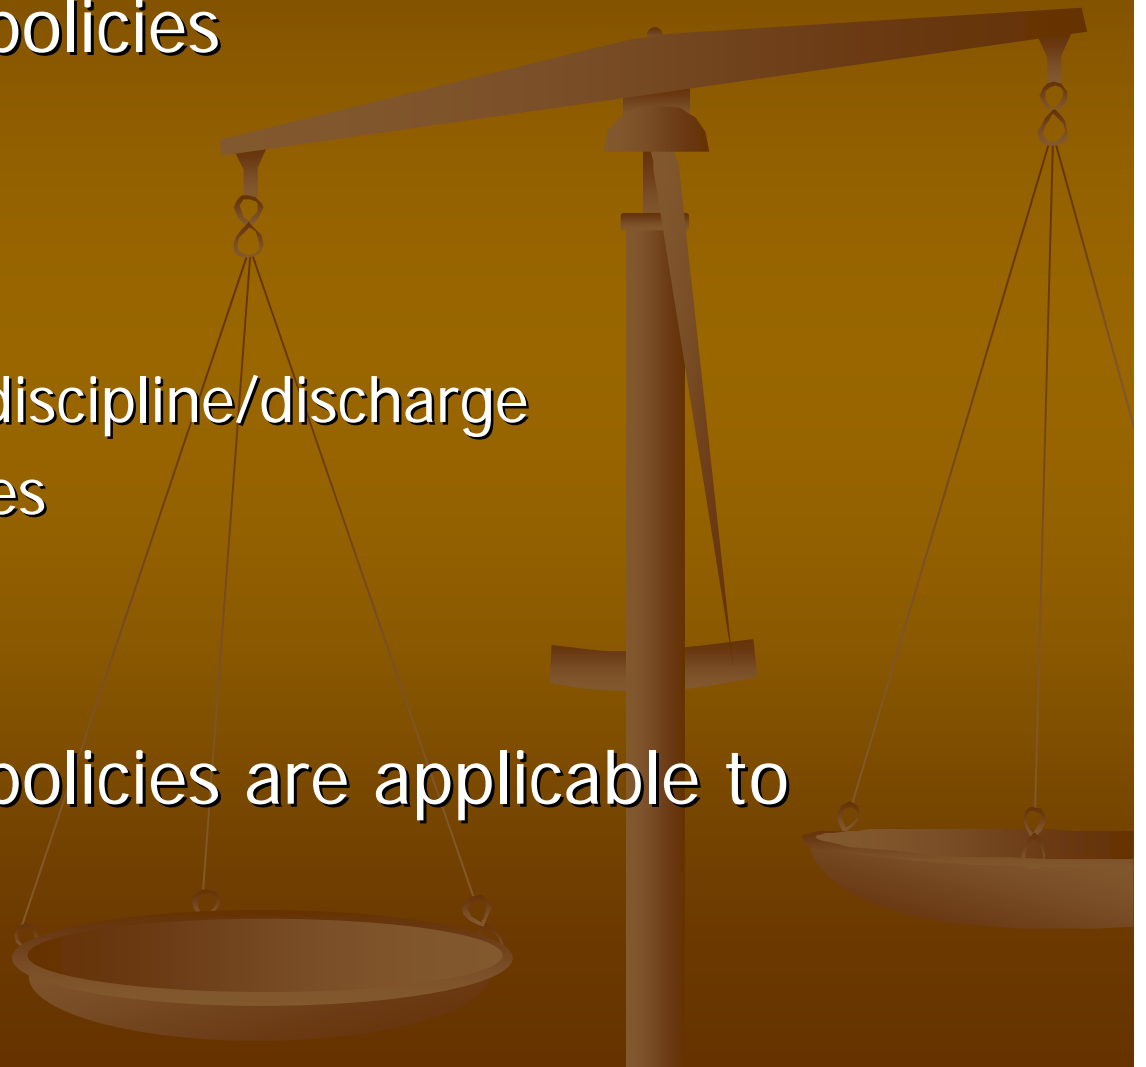 policies
discipline/discharge
es
policies are applicable to